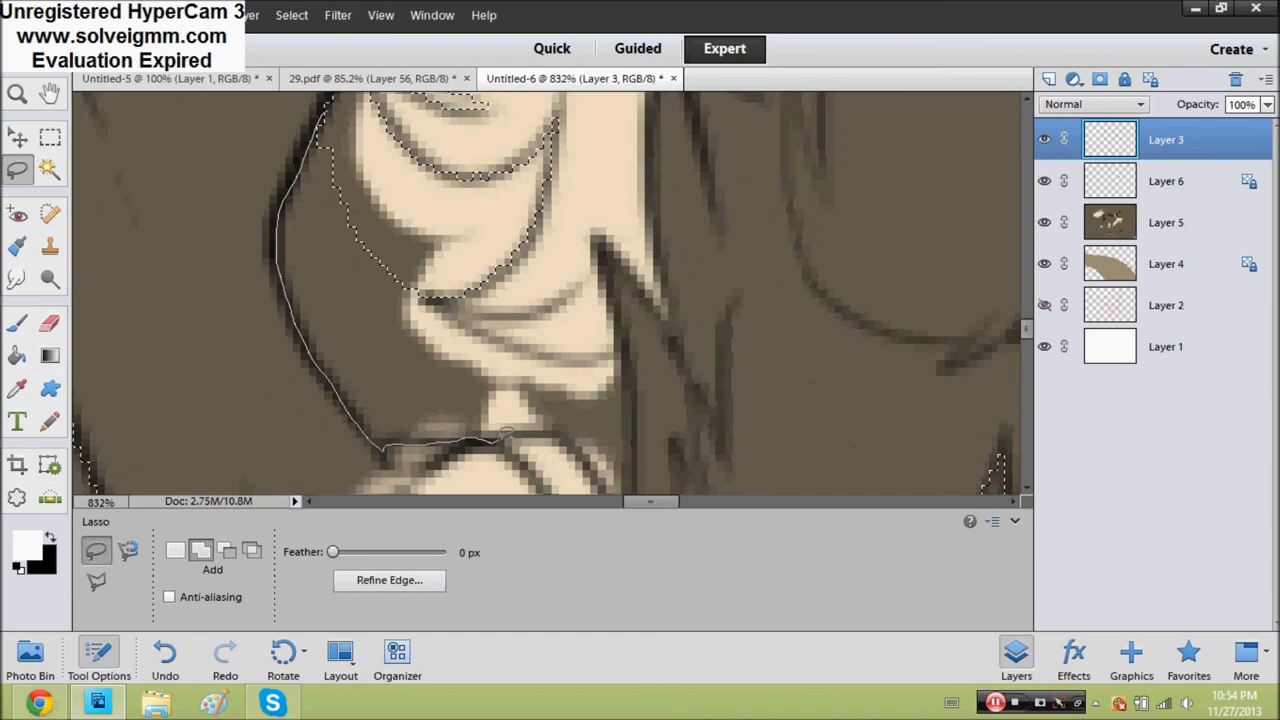 Unregistered HyperCam 3
www.solveigmm.com
Evaluation Expired
Select Filter View Window Help
Quick Guided Expert Create
Untitled-5 @ 100% (Layer 1, RGB/8) * × 29.pdf @ 85.2% (Layer 56, RGB/8) * × Untitled-6 @ 832% (Layer 3, RGB/8) * ×
Normal Opacity: 100%
Layer 3
Layer 6
Layer 5
Layer 4
Layer 2
Layer 1
832% Doc: 2.75M/10.8M
Lasso
Feather: 0 px
Add
Refine Edge...
Anti-aliasing
Photo Bin Tool Options Undo Redo Rotate Layout Organizer Layers Effects Graphics Favorites More
10:54 PM
11/27/2013